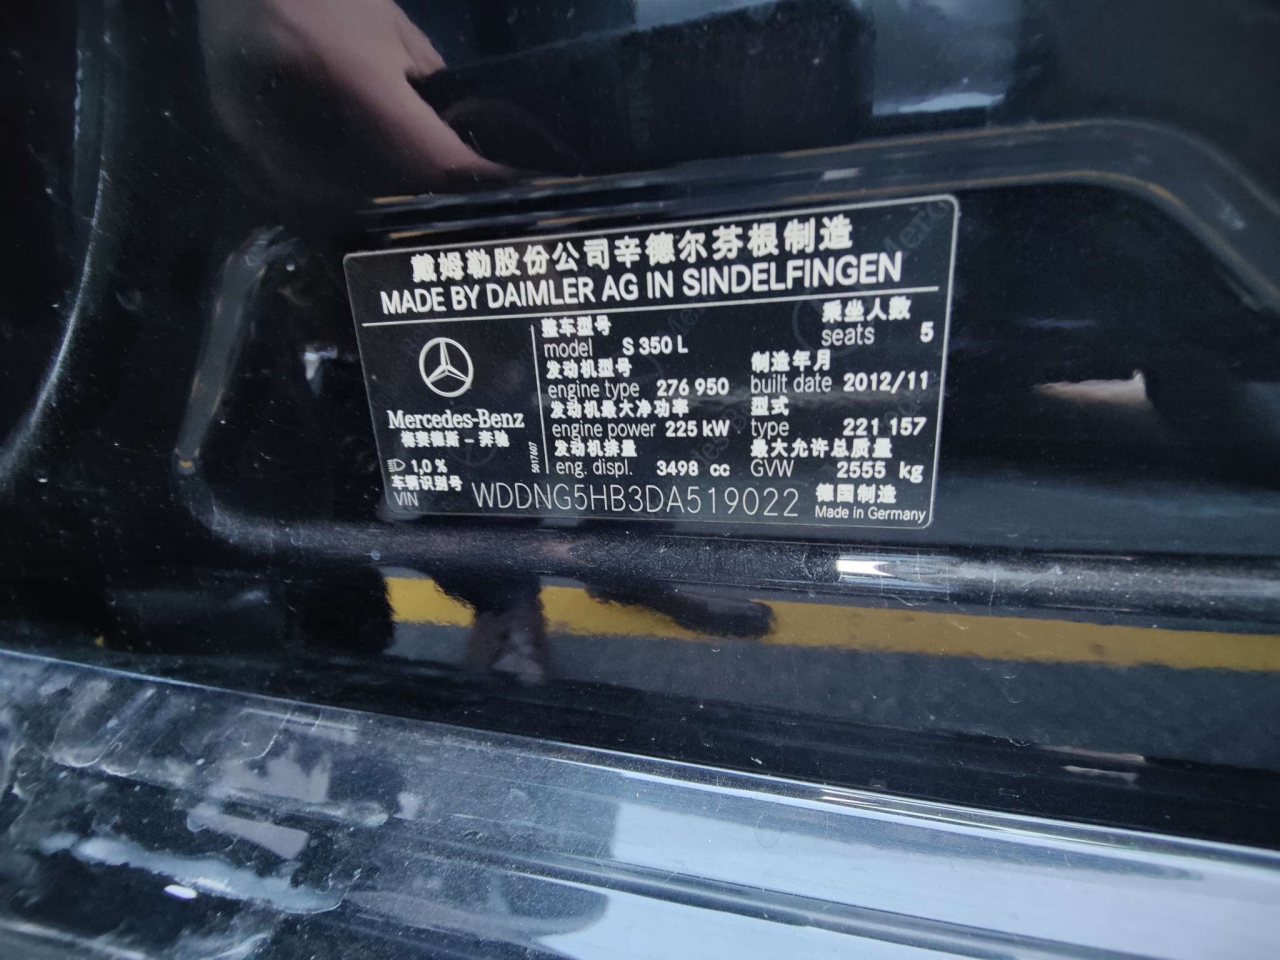 戴姆勒股份公司辛德尔芬根制造
MADE BY DAIMLER AG IN SINDELFINGEN
整车型号 乘坐人数
model S 350 L seats 5
发动机型号 制造年月
engine type 276 950 built date 2012/11
发动机最大净功率 型式
engine power 225 kW type 221 157
发动机排量 最大允许总质量
eng. displ. 3498 cc GVW 2555 kg
Mercedes-Benz
梅赛德斯－奔驰
1,0 %
5017607
车辆识别号
VIN WDDNG5HB3DA519022
德国制造
Made in Germany